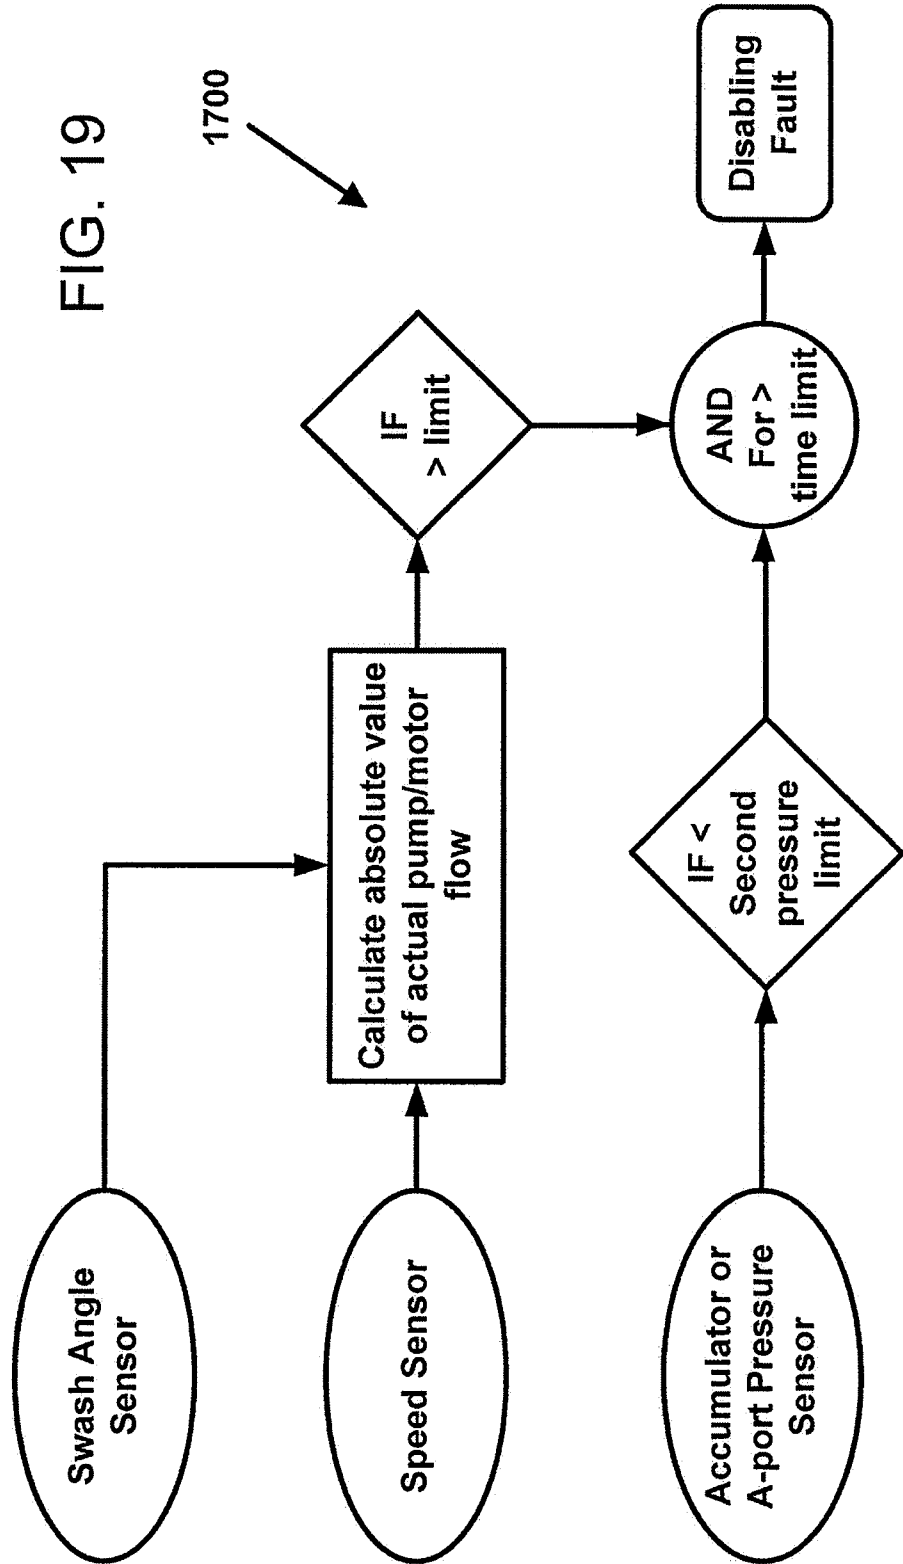 FIG. 19
1700
Swash Angle
Sensor
Speed Sensor
Calculate absolute value
of actual pump/motor
flow
IF
> limit
Accumulator or
A-port Pressure
Sensor
IF <
Second
pressure
limit
AND
For >
time limit
Disabling
Fault